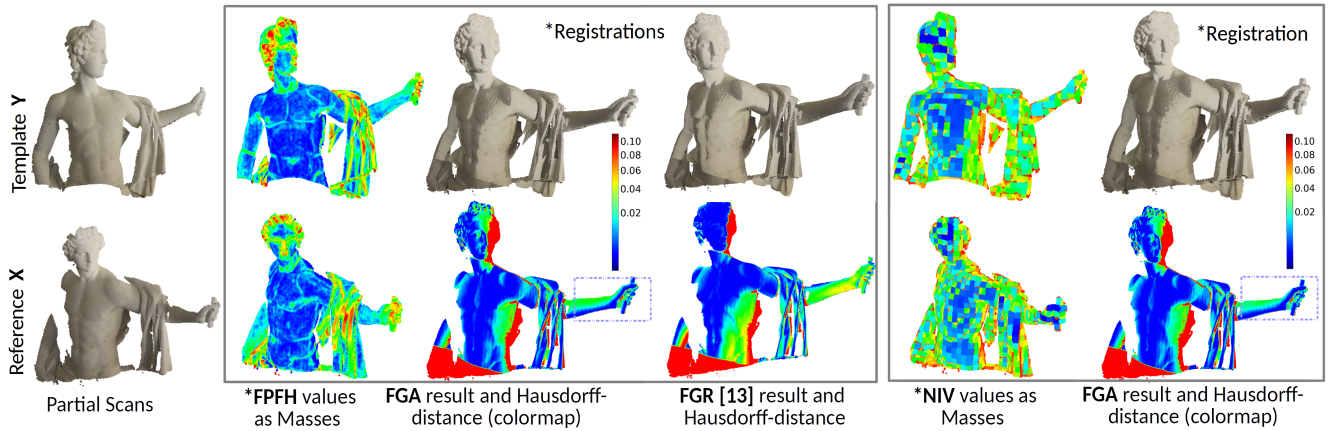 Template Y
Reference X
Partial Scans
*Registrations
0.10
0.08
0.06
0.04
0.02
*FPFH values
as Masses
FGA result and Hausdorff-
distance (colormap)
FGR [13] result and
Hausdorff-distance
*Registration
0.10
0.08
0.06
0.04
0.02
*NIV values as
Masses
FGA result and Hausdorff-
distance (colormap)